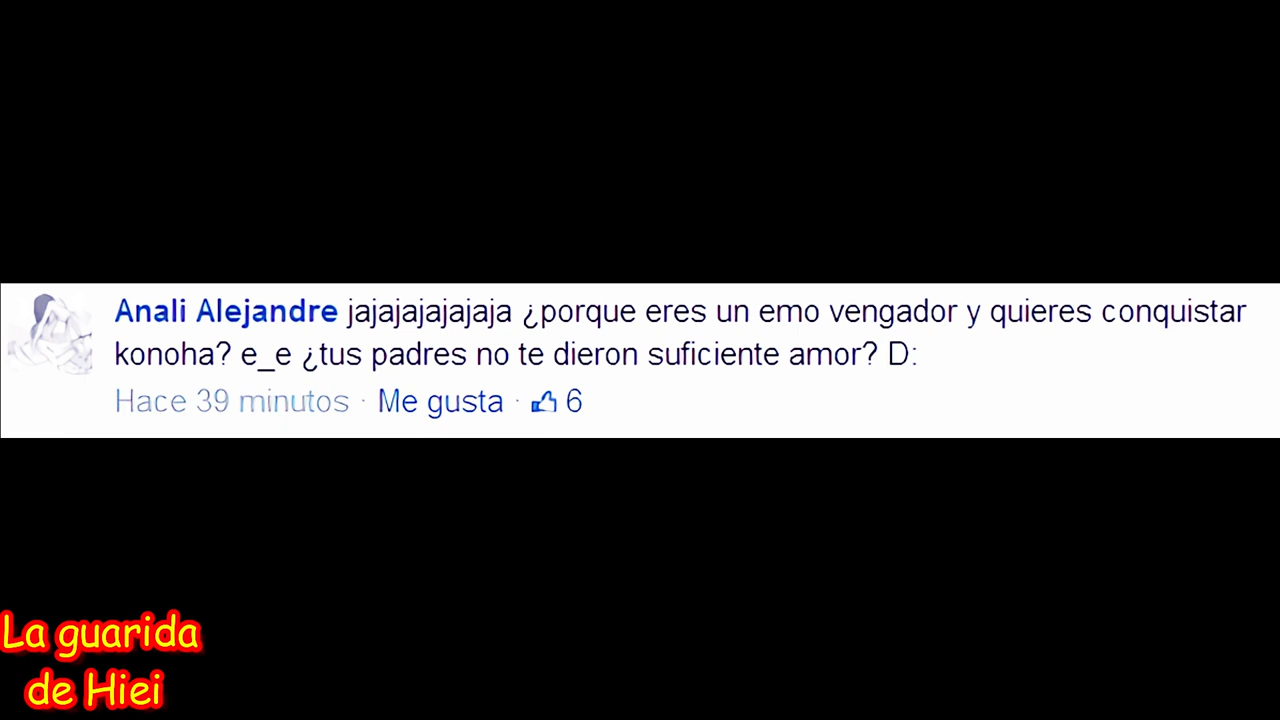 Anali Alejandre jajajajajajaja ¿porque eres un emo vengador y quieres conquistar
konoha? e_e ¿tus padres no te dieron suficiente amor? D:
Hace 39 minutos · Me gusta · 6
La guarida
de Hiei